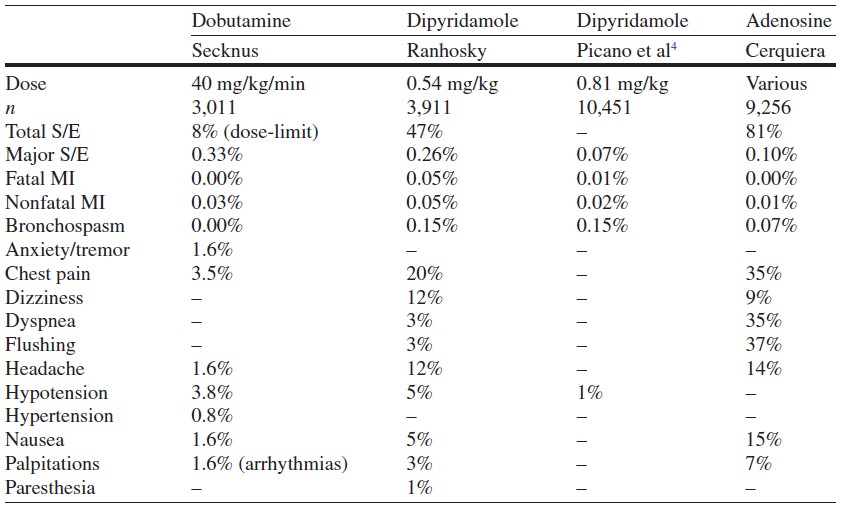 Dobutamine Dipyridamole Dipyridamole Adenosine
Secknus Ranhosky Picano et al⁴ Cerquiera
Dose 40 mg/kg/min 0.54 mg/kg 0.81 mg/kg Various
n 3,011 3,911 10,451 9,256
Total S/E 8% (dose-limit) 47% – 81%
Major S/E 0.33% 0.26% 0.07% 0.10%
Fatal MI 0.00% 0.05% 0.01% 0.00%
Nonfatal MI 0.03% 0.05% 0.02% 0.01%
Bronchospasm 0.00% 0.15% 0.15% 0.07%
Anxiety/tremor 1.6% – – –
Chest pain 3.5% 20% – 35%
Dizziness – 12% – 9%
Dyspnea – 3% – 35%
Flushing – 3% – 37%
Headache 1.6% 12% – 14%
Hypotension 3.8% 5% 1% –
Hypertension 0.8% – – –
Nausea 1.6% 5% – 15%
Palpitations 1.6% (arrhythmias) 3% – 7%
Paresthesia – 1% – –